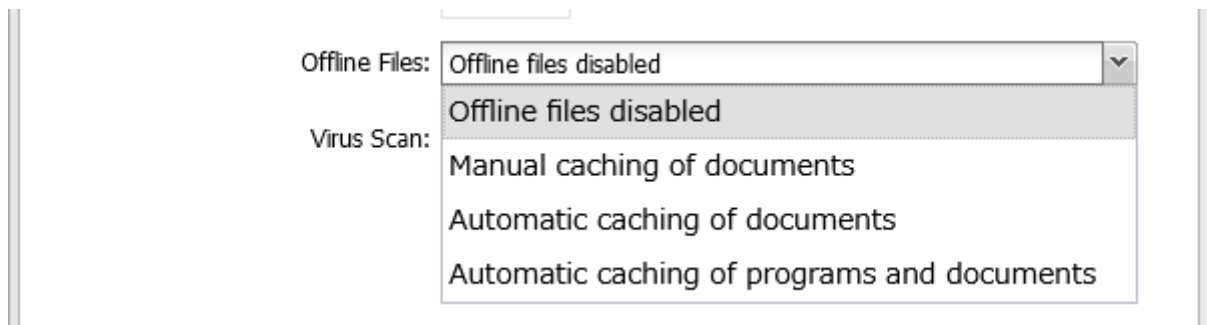 Offline Files: Offline files disabled
Offline files disabled
Virus Scan:
Manual caching of documents
Automatic caching of documents
Automatic caching of programs and documents